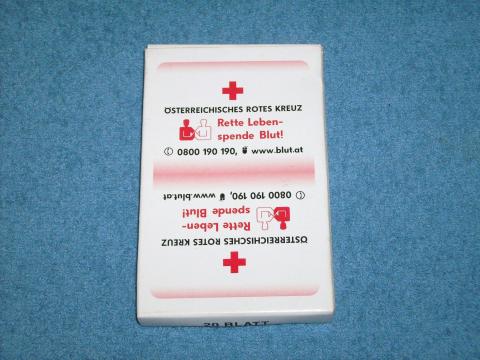 ÖSTERREICHISCHES ROTES KREUZ
Rette Leben-
spende Blut!
0800 190 190, www.blut.at
0800 190 190, www.blut.at
Rette Leben-
spende Blut!
ÖSTERREICHISCHES ROTES KREUZ
20 BLATT